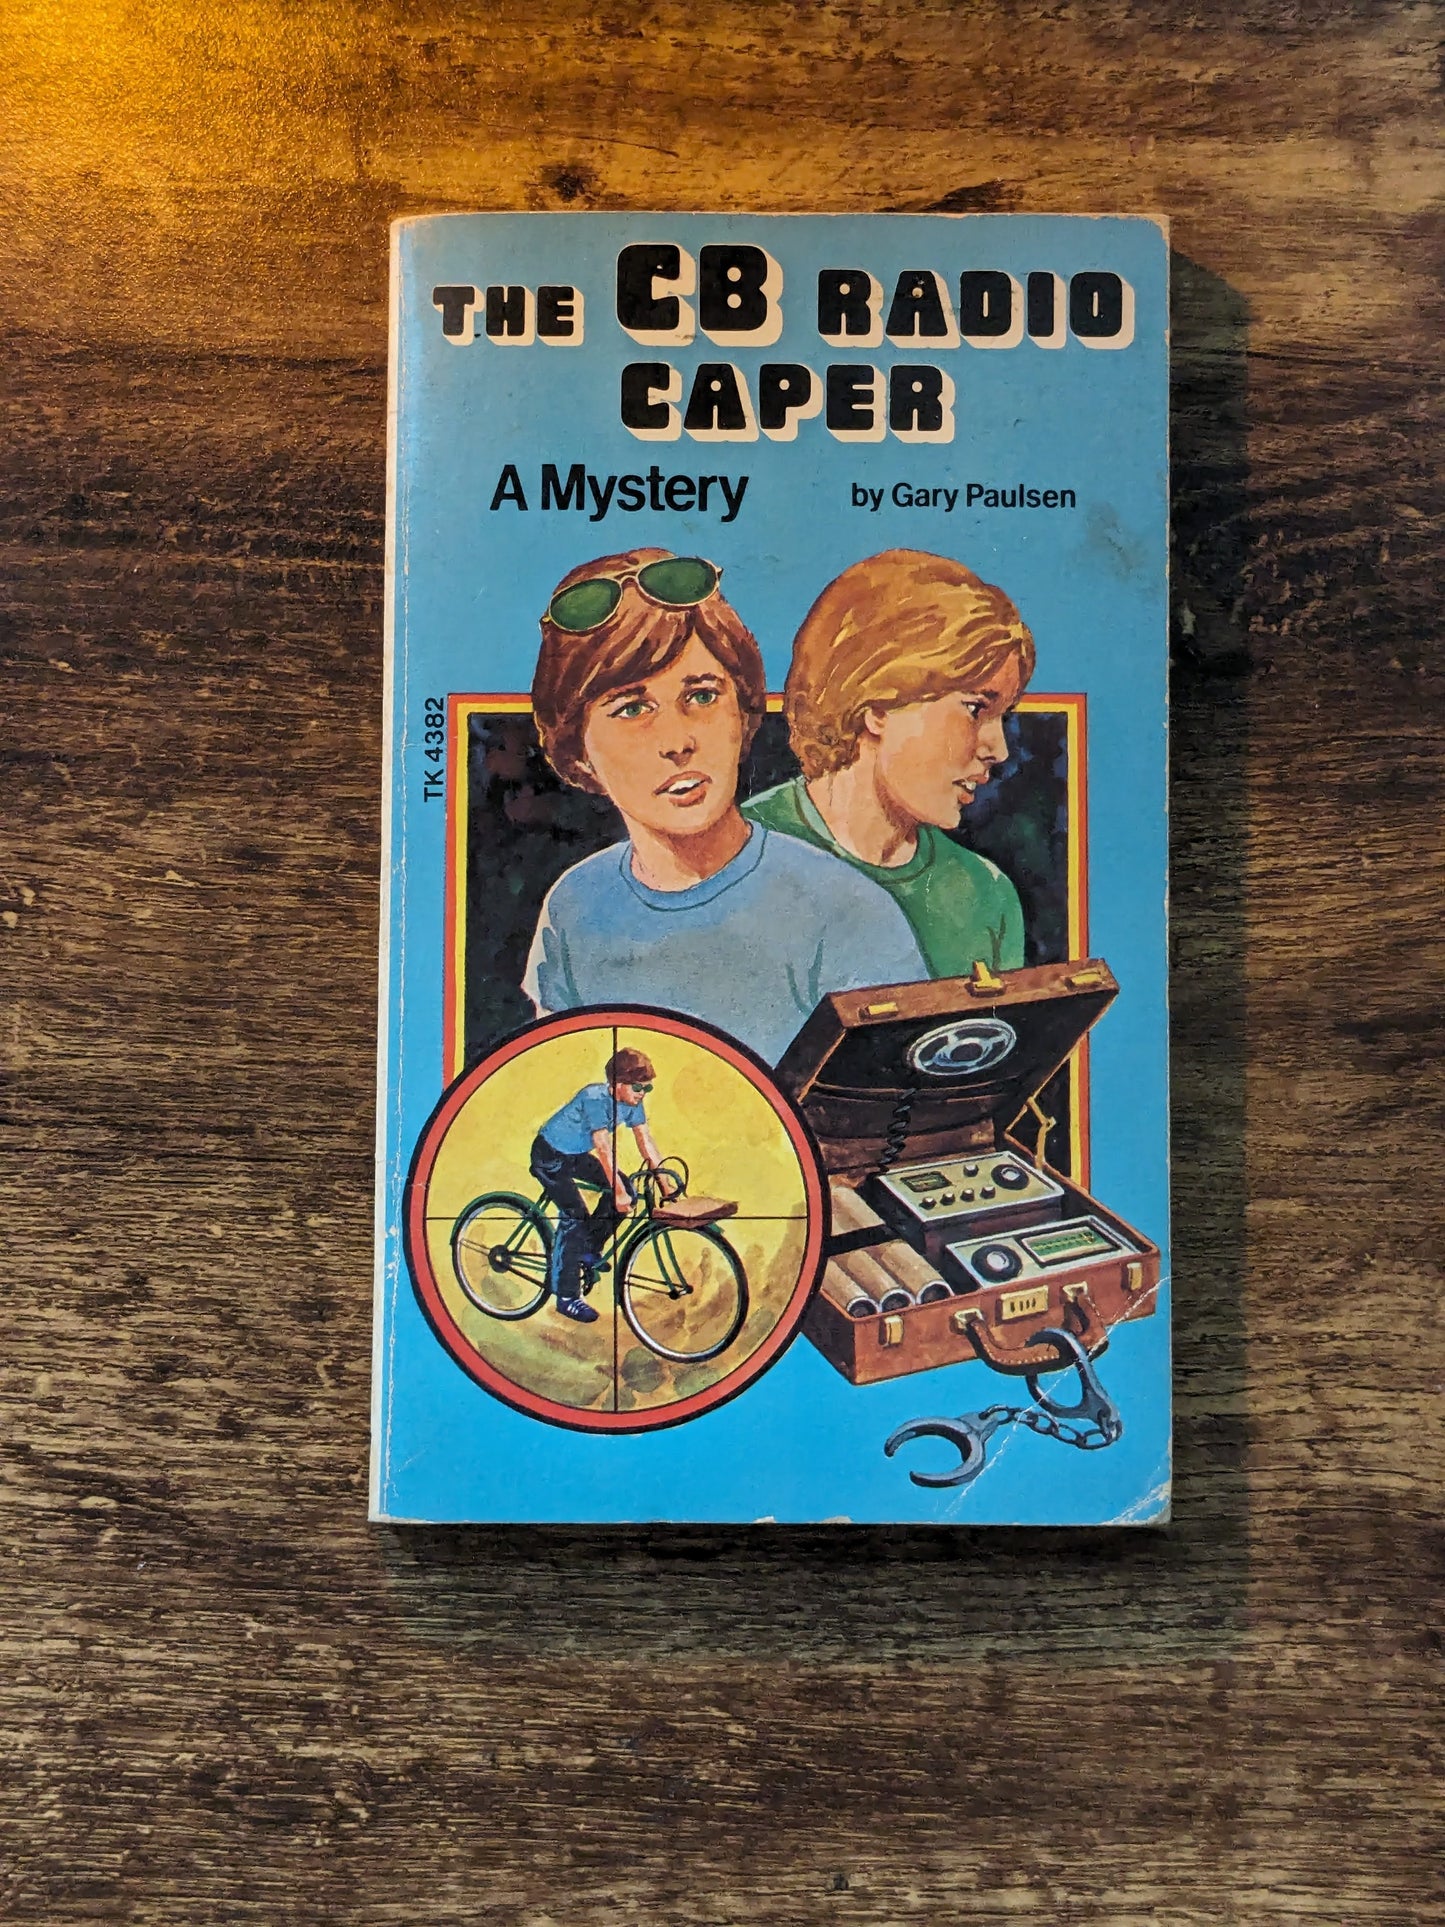 THE CB RADIO
CAPER
A Mystery by Gary Paulsen
TK 4382